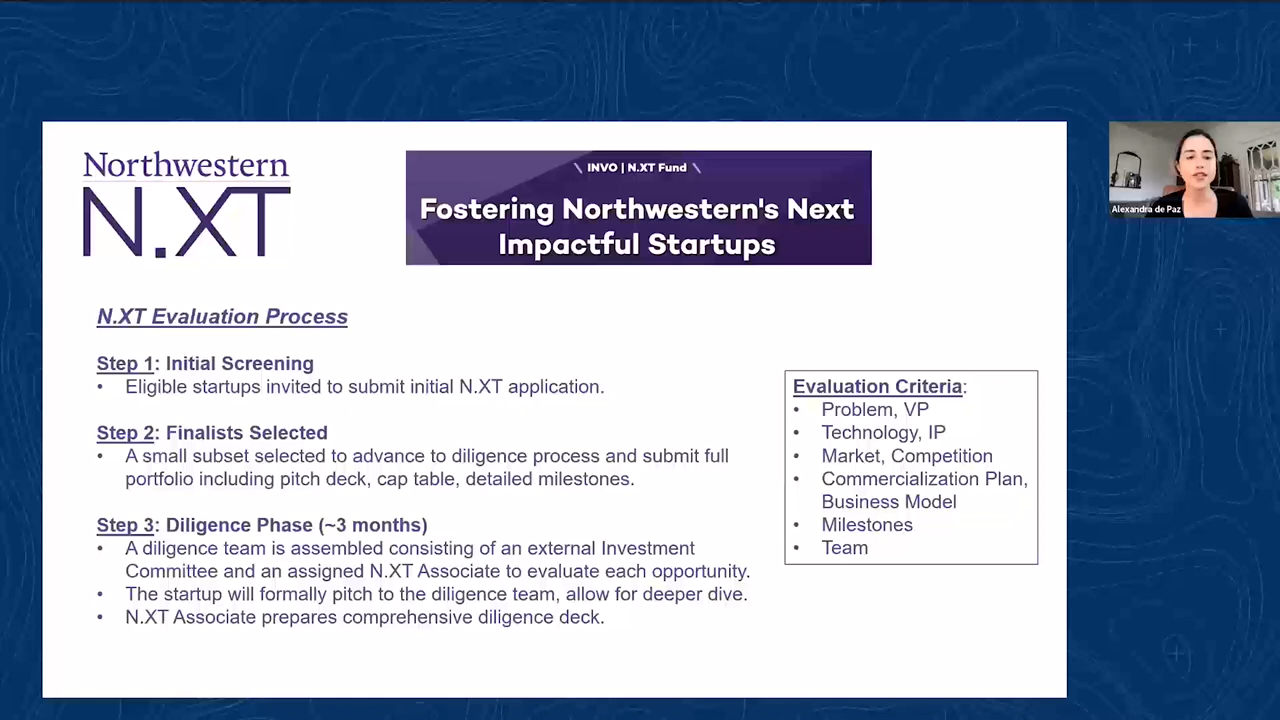 Northwestern
N.XT
\ INVO | N.XT Fund \
Fostering Northwestern's Next
Impactful Startups
Alexandra de Paz
N.XT Evaluation Process
Step 1: Initial Screening
• Eligible startups invited to submit initial N.XT application.
Step 2: Finalists Selected
• A small subset selected to advance to diligence process and submit full
portfolio including pitch deck, cap table, detailed milestones.
Step 3: Diligence Phase (~3 months)
• A diligence team is assembled consisting of an external Investment
Committee and an assigned N.XT Associate to evaluate each opportunity.
• The startup will formally pitch to the diligence team, allow for deeper dive.
• N.XT Associate prepares comprehensive diligence deck.
Evaluation Criteria:
• Problem, VP
• Technology, IP
• Market, Competition
• Commercialization Plan,
Business Model
• Milestones
• Team